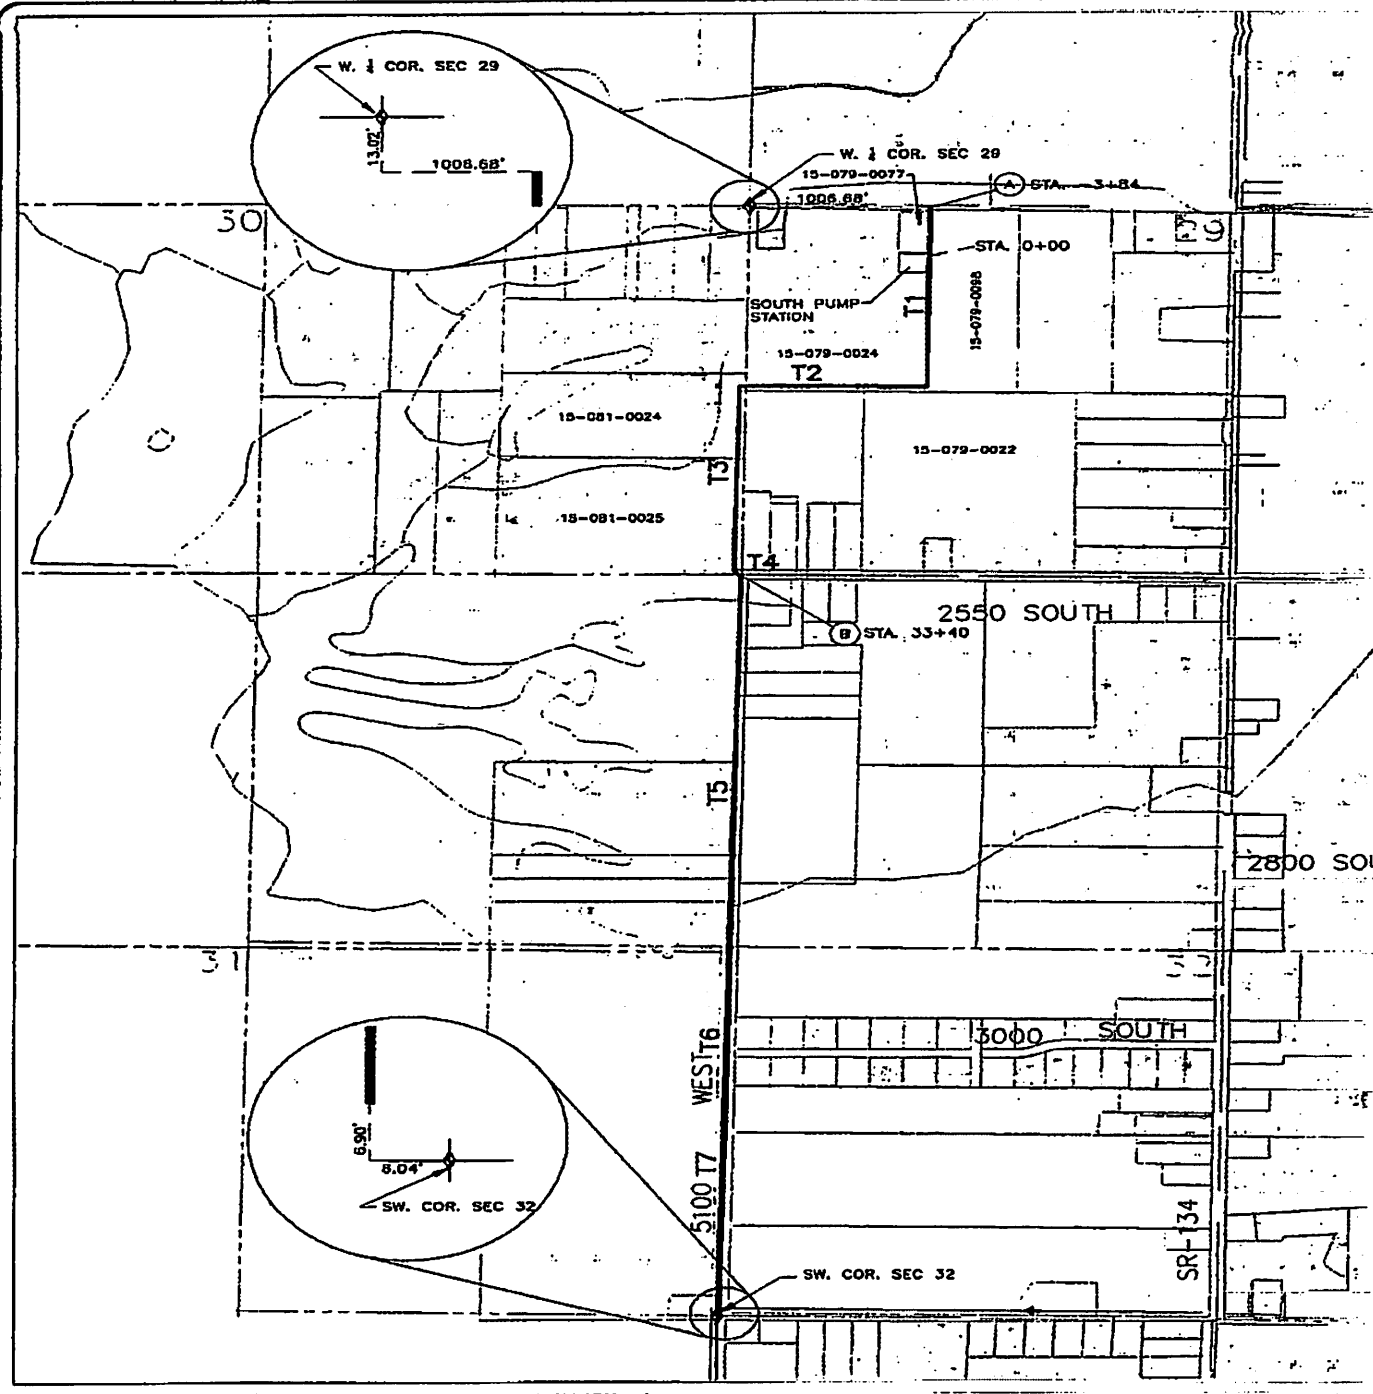 W. ¼ COR. SEC 29
13.02'
1008.68'
W. ¼ COR. SEC 29
15-079-0077
1008.68'
A STA. -3+84
30
STA. 0+00
SOUTH PUMP
STATION
T1
15-079-0098
15-079-0024
T2
15-081-0024
15-079-0022
T3
15-081-0025
T4
2550 SOUTH
B STA. 33+40
T5
2800 SOU
31
3000 SOUTH
T6
5100 WEST
6.90'
8.04'
T7
SW. COR. SEC 32
SR-134
SW. COR. SEC 32